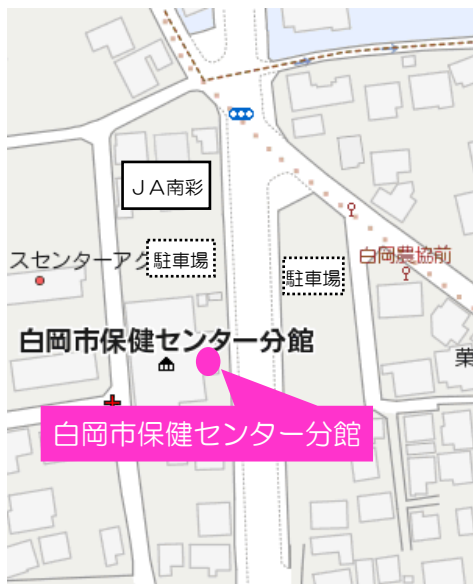 ＪＡ南彩
白岡農協前
スセンターアク
駐車場
駐車場
白岡市保健センター分館
菓
白岡市保健センター分館